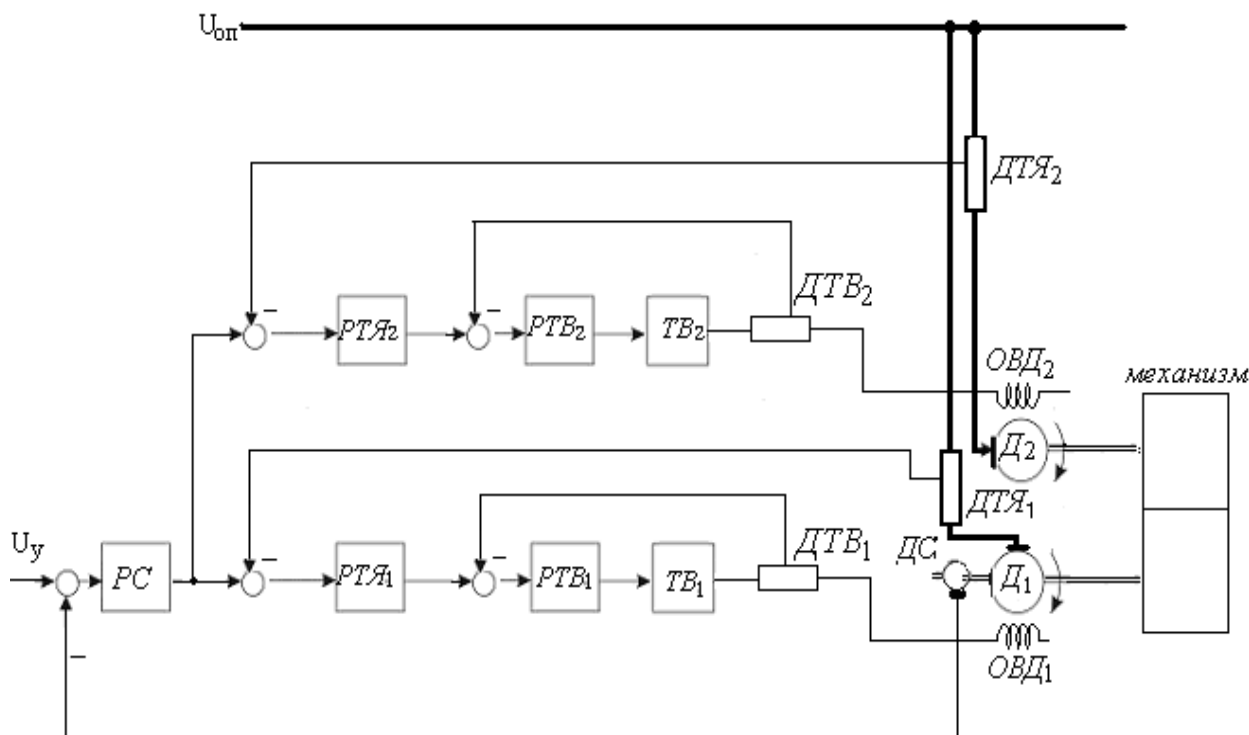 Uоп
ДТЯ2
ДТВ2
РТЯ2
РТВ2
ТВ2
ОВД2
механизм
Д2
ДТЯ1
Uу
РС
РТЯ1
РТВ1
ТВ1
ДТВ1
ДС
Д1
ОВД1